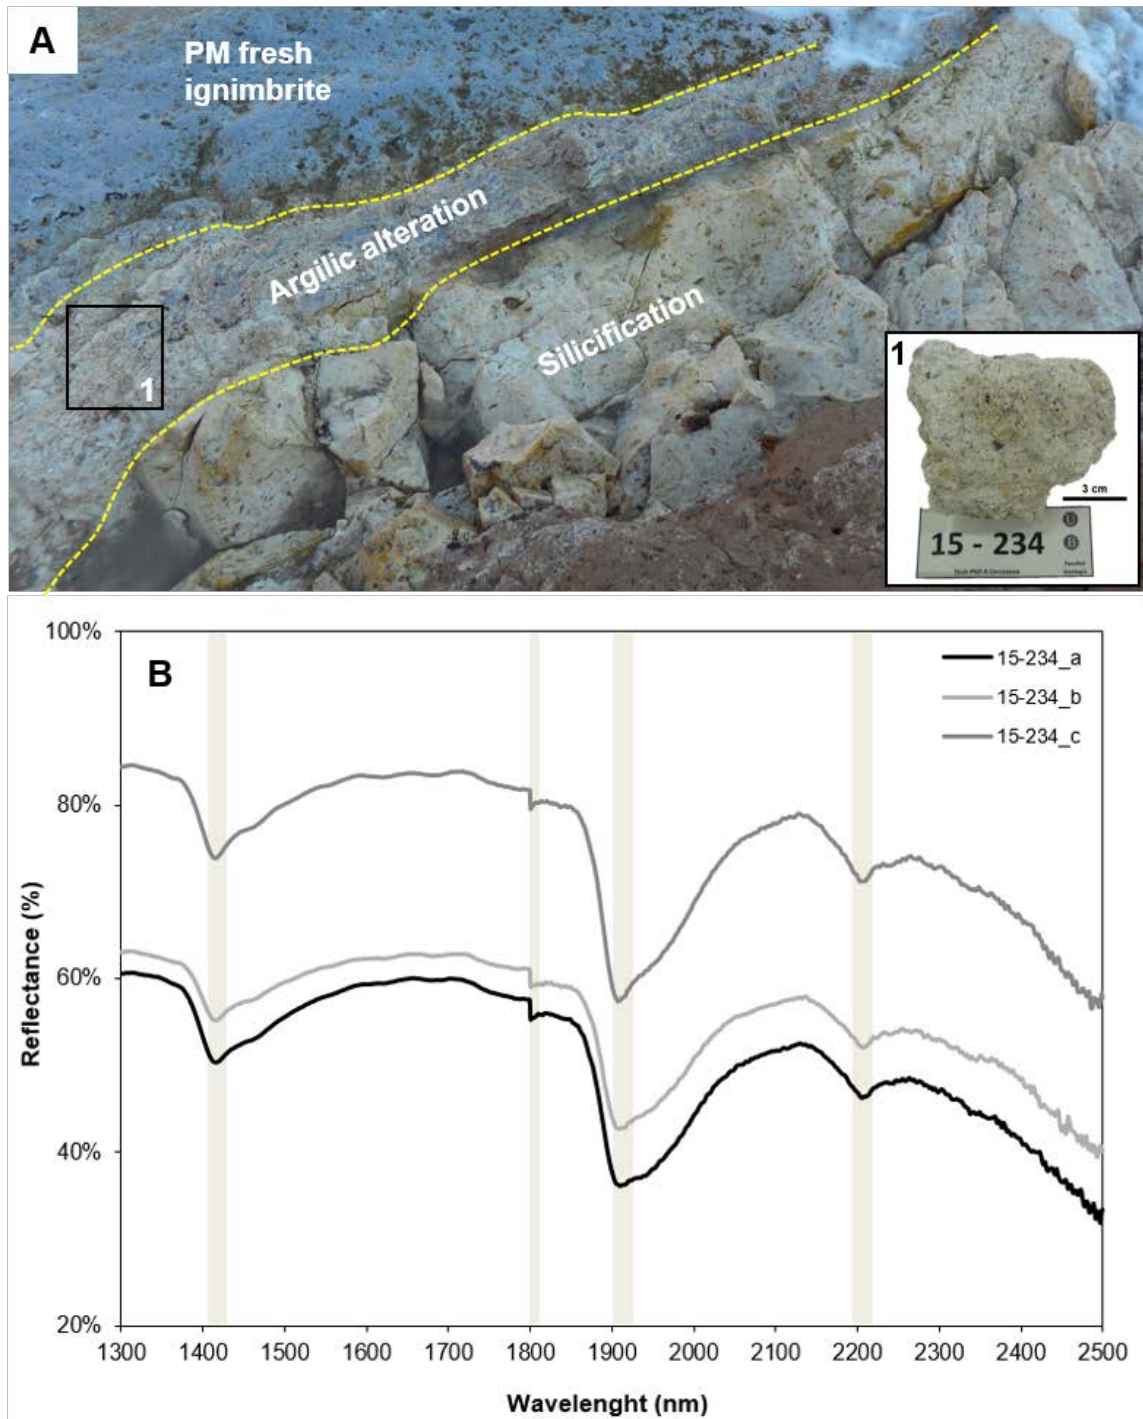 A
PM fresh
ignimbrite
Argilic alteration
Silicification
1
1
3 cm
15 - 234
B
15-234_a
15-234_b
15-234_c
100%
80%
60%
40%
20%
Reflectance (%)
1300 1400 1500 1600 1700 1800 1900 2000 2100 2200 2300 2400 2500
Wavelenght (nm)